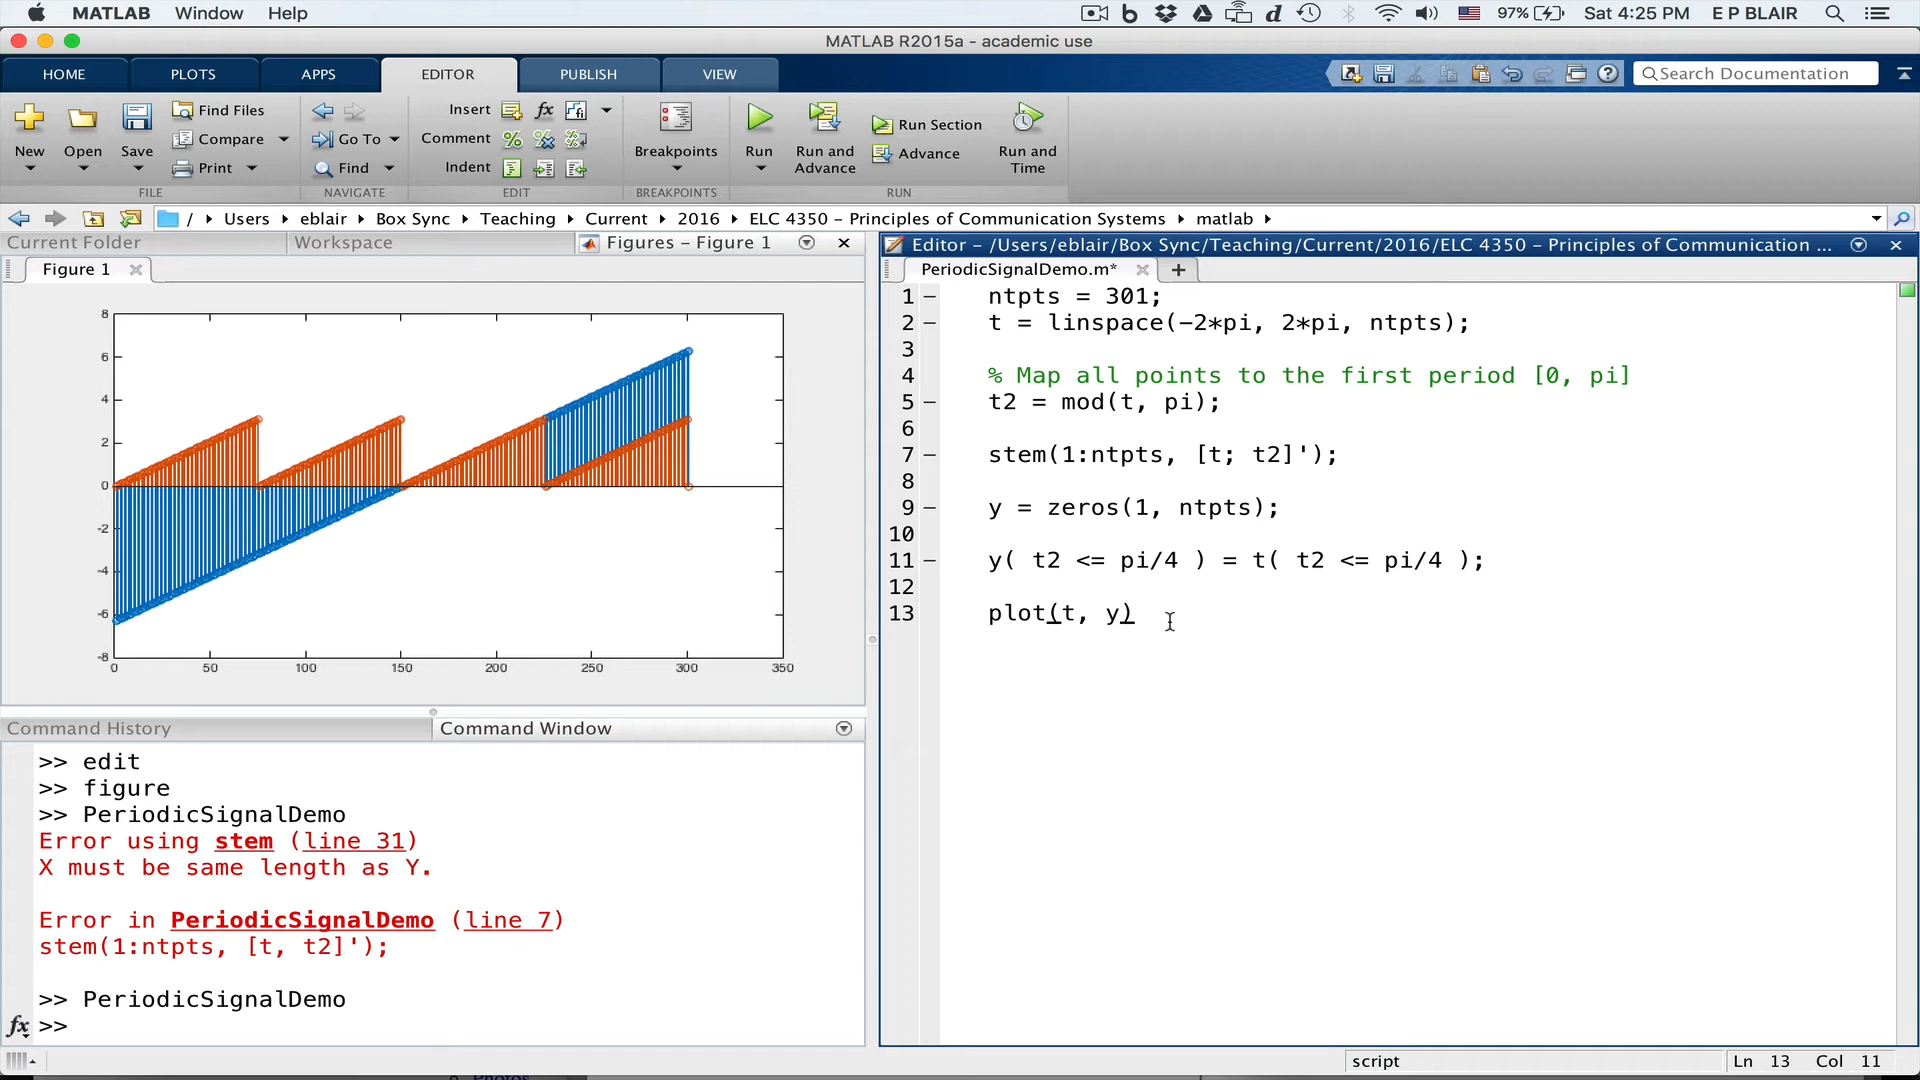 MATLAB Window Help 97% Sat 4:25 PM E P BLAIR
MATLAB R2015a - academic use
HOME PLOTS APPS EDITOR PUBLISH VIEW Search Documentation
New Open Save Find Files Compare Print
FILE
Go To Find
NAVIGATE
Insert fx
Comment
Indent
EDIT
Breakpoints
BREAKPOINTS
Run Run and Advance Run Section Advance Run and Time
RUN
/ Users eblair Box Sync Teaching Current 2016 ELC 4350 – Principles of Communication Systems matlab
Current Folder Workspace Figures – Figure 1
Figure 1
8
6
4
2
0
-2
-4
-6
-8
0 50 100 150 200 250 300 350
Command History Command Window
>> edit
>> figure
>> PeriodicSignalDemo
Error using stem (line 31)
X must be same length as Y.
Error in PeriodicSignalDemo (line 7)
stem(1:ntpts, [t, t2]');
>> PeriodicSignalDemo
fx >>
Editor – /Users/eblair/Box Sync/Teaching/Current/2016/ELC 4350 – Principles of Communication ...
PeriodicSignalDemo.m*
1 – ntpts = 301;
2 – t = linspace(-2*pi, 2*pi, ntpts);
3
4 % Map all points to the first period [0, pi]
5 – t2 = mod(t, pi);
6
7 – stem(1:ntpts, [t; t2]');
8
9 – y = zeros(1, ntpts);
10
11 – y( t2 <= pi/4 ) = t( t2 <= pi/4 );
12
13 plot(t, y)
script Ln 13 Col 11